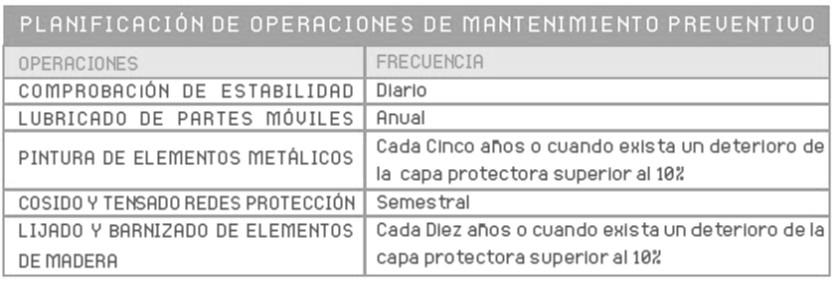 PLANIFICACIÓN DE OPERACIONES DE MANTENIMIENTO PREVENTIVO
OPERACIONES FRECUENCIA
COMPROBACIÓN DE ESTABILIDAD Diario
LUBRICADO DE PARTES MÓVILES Anual
PINTURA DE ELEMENTOS METÁLICOS
Cada Cinco años o cuando exista un deterioro de
la capa protectora superior al 10%
COSIDO Y TENSADO REDES PROTECCIÓN Semestral
LIJADO Y BARNIZADO DE ELEMENTOS
DE MADERA
Cada Diez años o cuando exista un deterioro de la
capa protectora superior al 10%